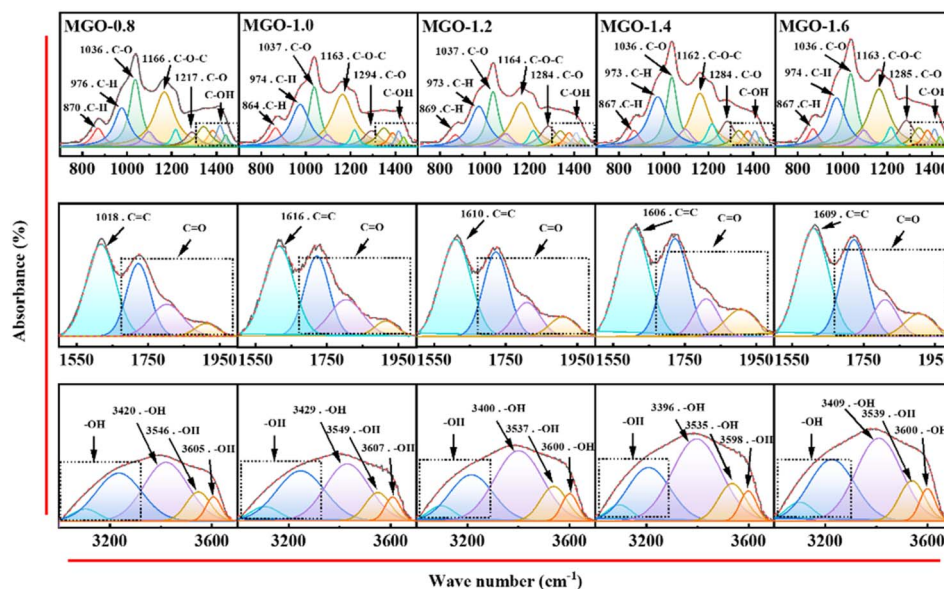 MGO-0.8
1036 . C-O
1166 . C-O-C
976 . C-H
1217 . C-O
870 . C-H
C-OH
MGO-1.0
1037 . C-O
1163 . C-O-C
974 . C-H
1294 . C-O
864 . C-H
C-OH
MGO-1.2
1037 . C-O
1164 . C-O-C
973 . C-H
1284 . C-O
869 . C-H
C-OH
MGO-1.4
1036 . C-O
1162 . C-O-C
973 . C-H
1284 . C-O
867 . C-H
C-OH
MGO-1.6
1036 . C-O
1163 . C-O-C
974 . C-H
1285 . C-O
867 . C-H
C-OH
800 1000 1200 1400
800 1000 1200 1400
800 1000 1200 1400
800 1000 1200 1400
800 1000 1200 1400
1018 . C=C
C=O
1616 . C=C
C=O
1610 . C=C
C=O
1606 . C=C
C=O
1609 . C=C
C=O
1550 1750 1950
1550 1750 1950
1550 1750 1950
1550 1750 1950
1550 1750 1950
-OH
3420 . -OH
3546 . -OH
3605 . -OH
-OH
3429 . -OH
3549 . -OH
3607 . -OH
-OH
3400 . -OH
3537 . -OH
3600 . -OH
-OH
3396 . -OH
3535 . -OH
3598 . -OH
-OH
3409 . -OH
3539 . -OH
3600 . -OH
3200 3600
3200 3600
3200 3600
3200 3600
3200 3600
Absorbance (%)
Wave number (cm⁻¹)